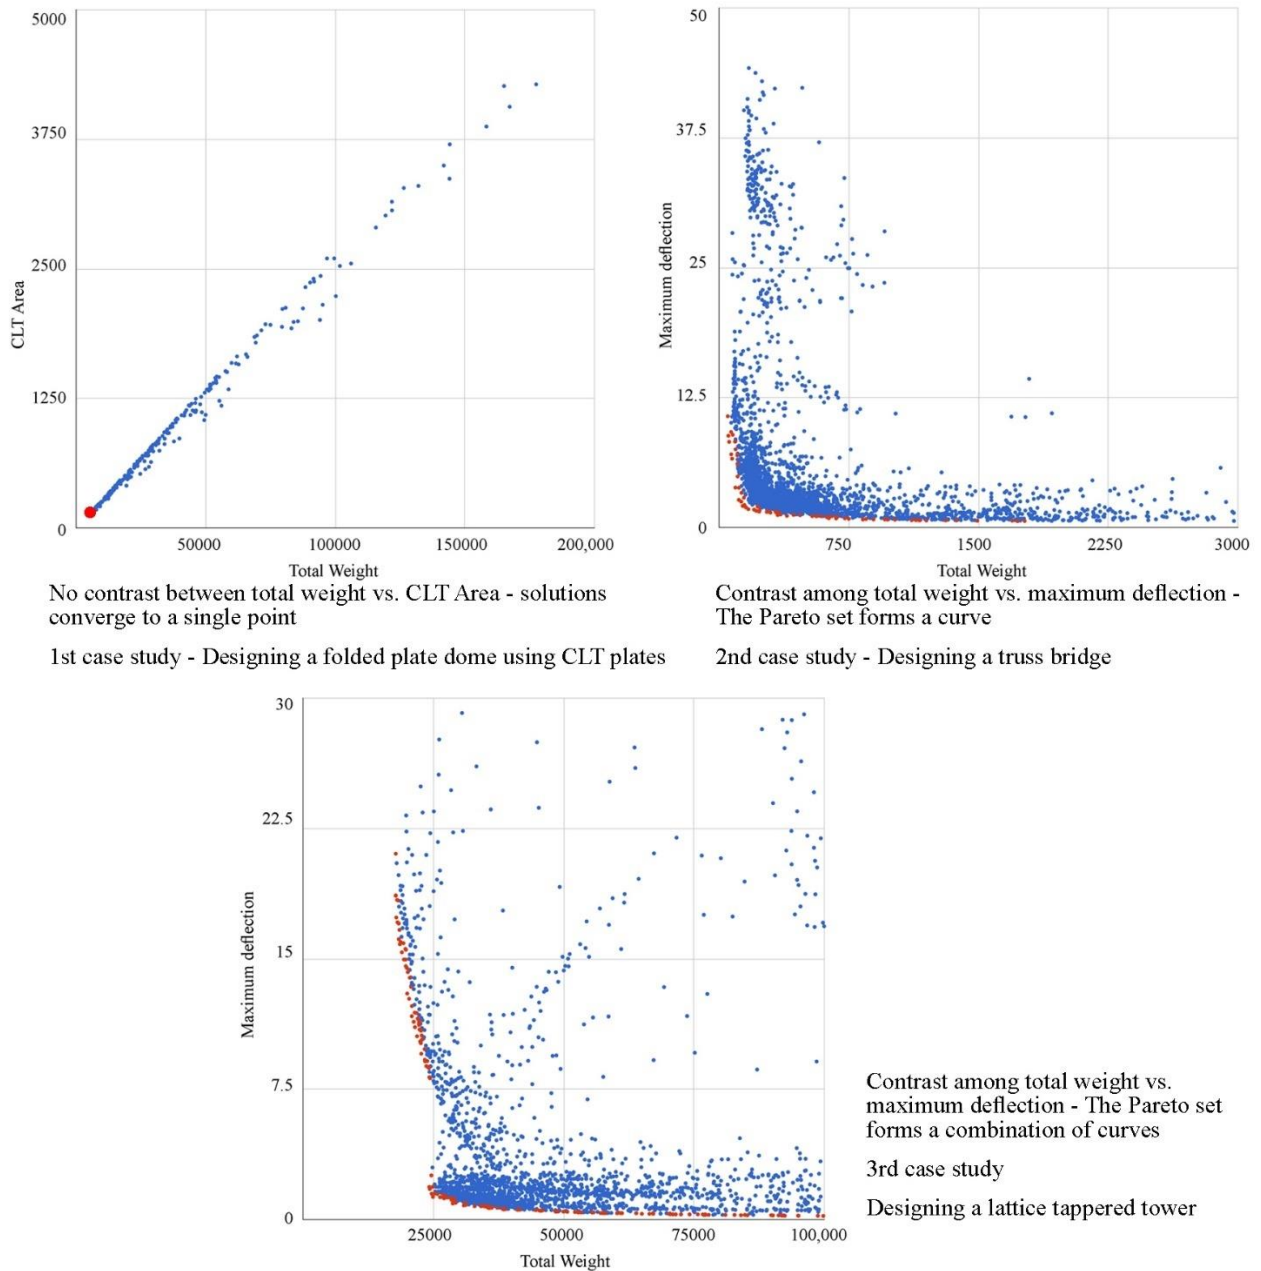 5000
3750
2500
1250
0
CLT Area
50000
100000
150000
200,000
Total Weight
No contrast between total weight vs. CLT Area - solutions
converge to a single point
1st case study - Designing a folded plate dome using CLT plates
50
37.5
25
12.5
0
Maximum deflection
750
1500
2250
3000
Total Weight
Contrast among total weight vs. maximum deflection -
The Pareto set forms a curve
2nd case study - Designing a truss bridge
30
22.5
15
7.5
0
Maximum deflection
25000
50000
75000
100,000
Total Weight
Contrast among total weight vs.
maximum deflection - The Pareto set
forms a combination of curves
3rd case study
Designing a lattice tappered tower